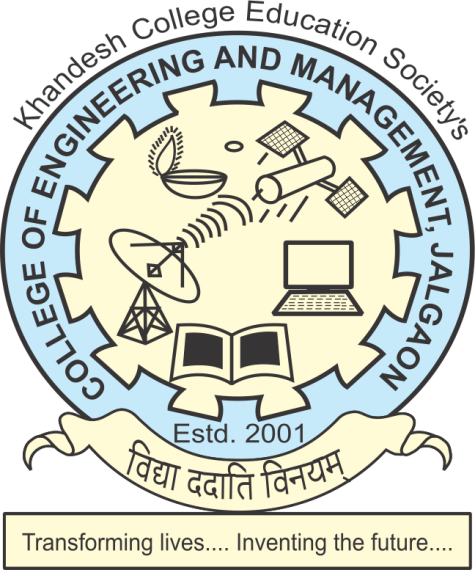 Khandesh College Education Society's
COLLEGE OF ENGINEERING AND MANAGEMENT, JALGAON
Estd. 2001
विद्या ददाति विनयम्
Transforming lives.... Inventing the future....